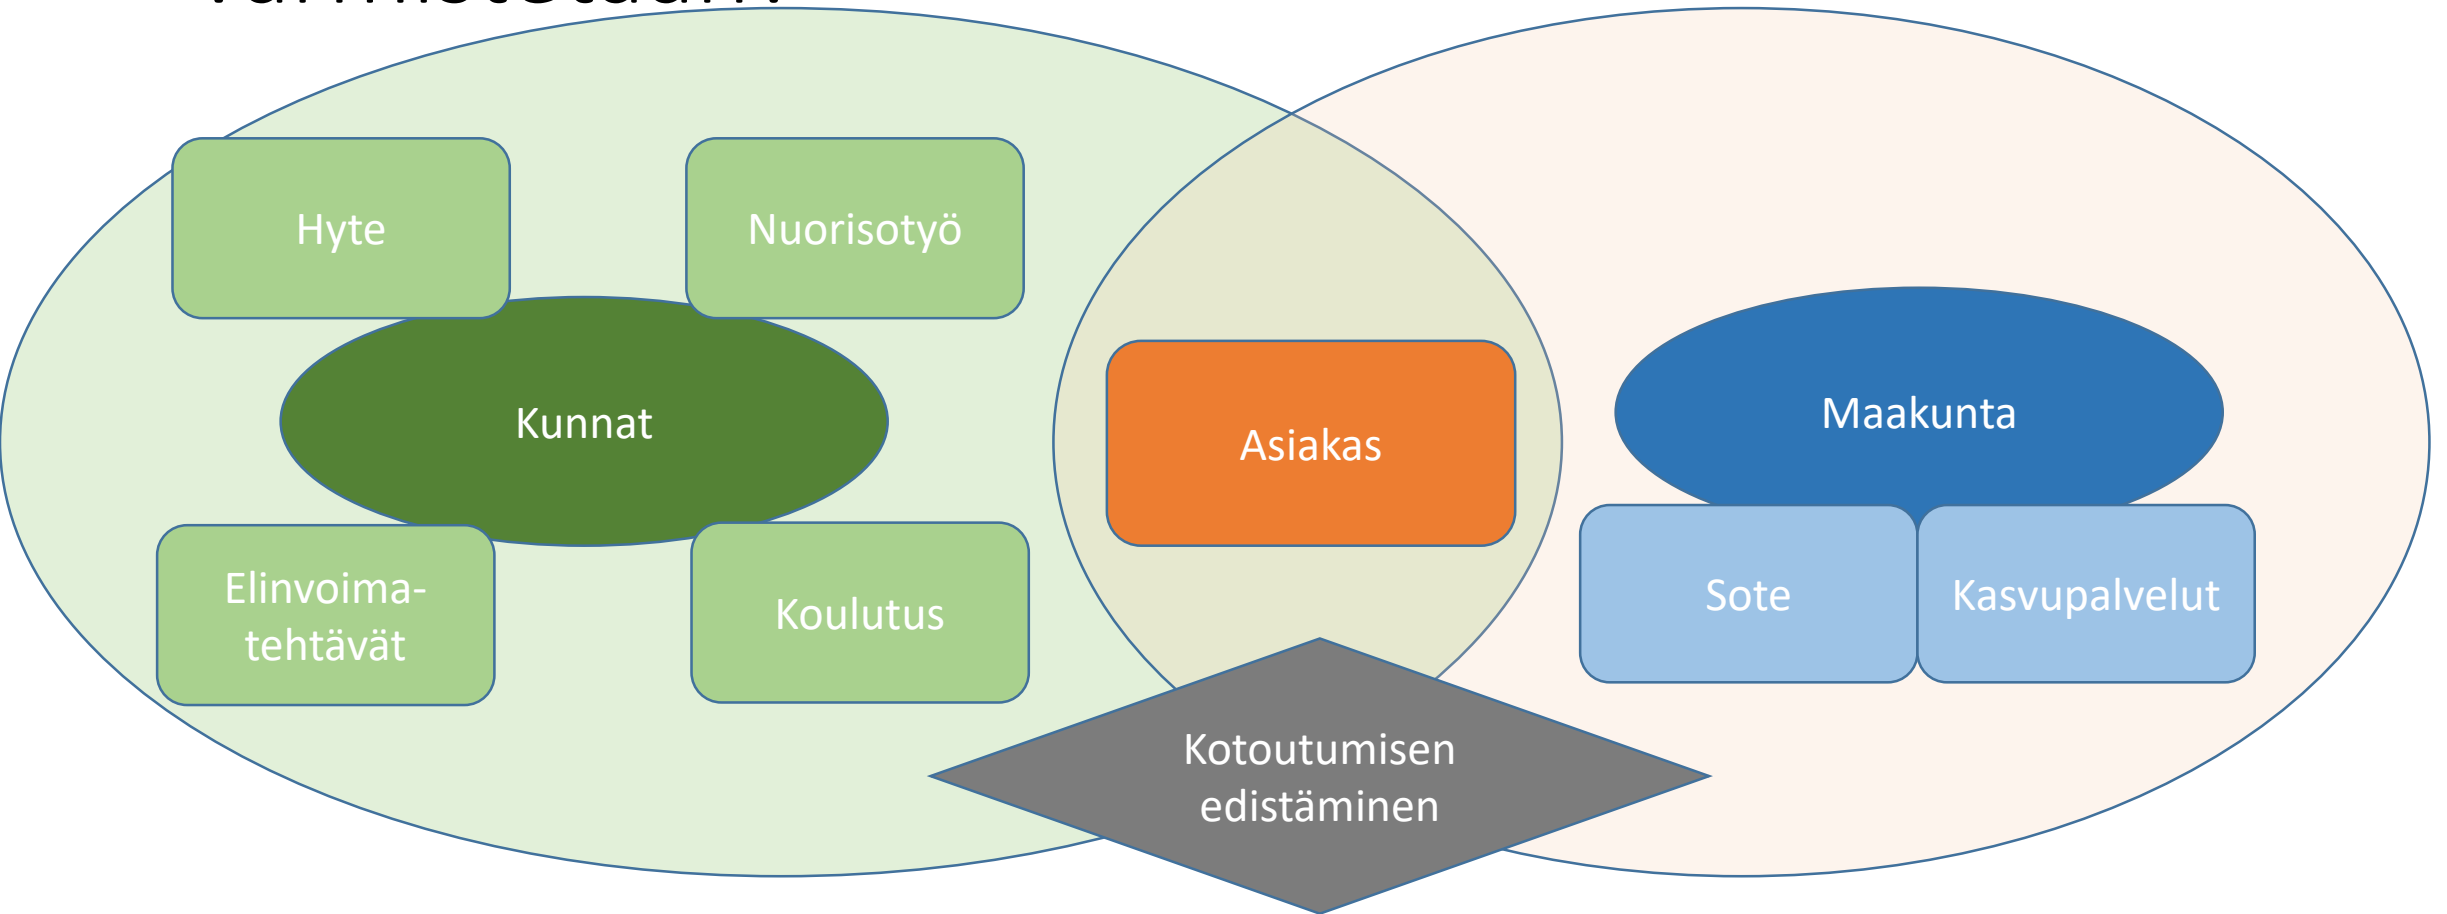 Hyte
Nuorisotyö
Kunnat
Asiakas
Maakunta
Elinvoima-
tehtävät
Koulutus
Sote
Kasvupalvelut
Kotoutumisen
edistäminen